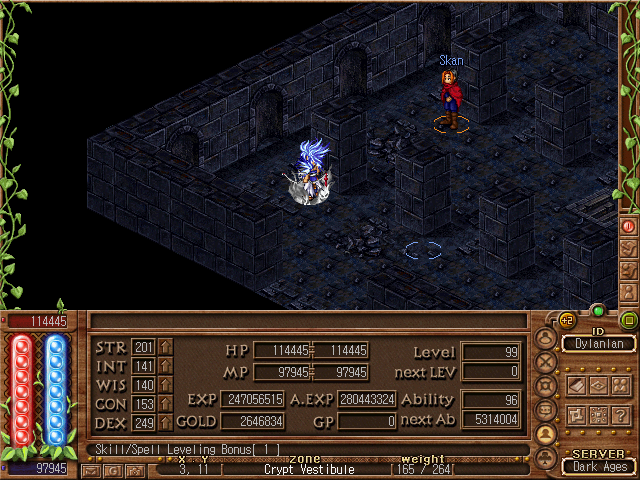 Skan
114445
STR 201
INT 141
WIS 140
CON 153
DEX 249
HP 114445 114445
MP 97945 97945
EXP 247056515 A.EXP 280443324
GOLD 2646834 GP 0
Level 99
next LEV 0
Ability 96
next Ab 5314004
+2
ID
Dylanlan
?
Skill/Spell Leveling Bonus[ 1 ]
97945
G
X Y zone weight
3, 11 Crypt Vestibule [165 / 264]
SERVER
Dark Ages